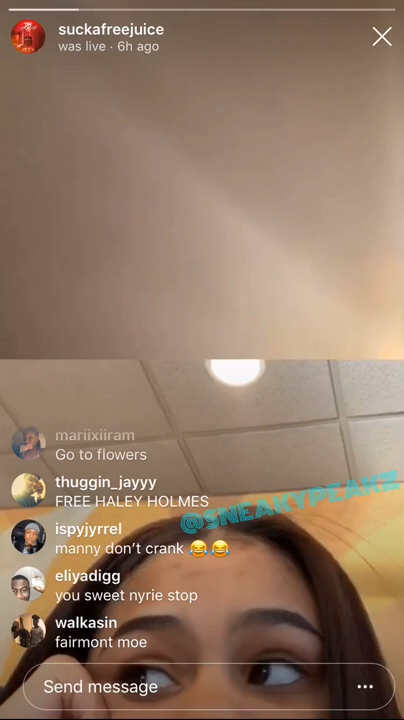 suckafreejuice
was live · 6h ago
mariixiiram
Go to flowers
thuggin_jayyy
FREE HALEY HOLMES
@SNEAKYPEAKZ
ispyjyrrel
manny don’t crank 😂😂
eliyadigg
you sweet nyrie stop
walkasin
fairmont moe
Send message